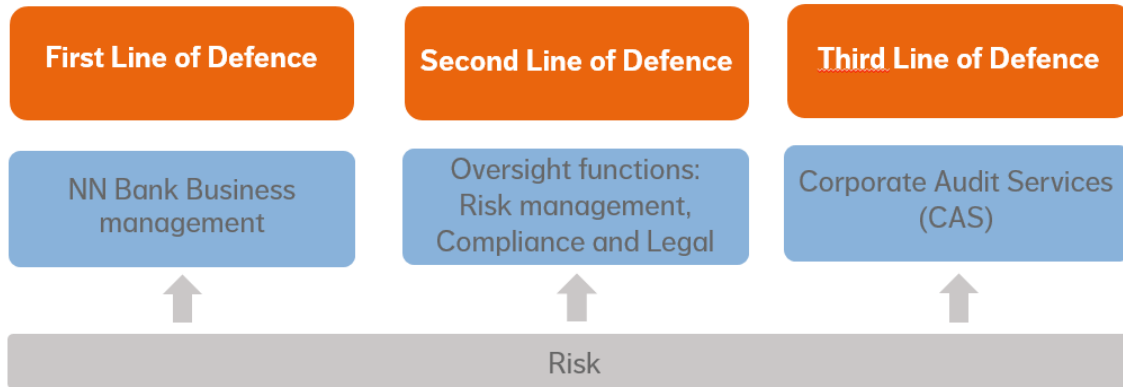 First Line of Defence
Second Line of Defence
Third Line of Defence
NN Bank Business
management
Oversight functions:
Risk management,
Compliance and Legal
Corporate Audit Services
(CAS)
Risk